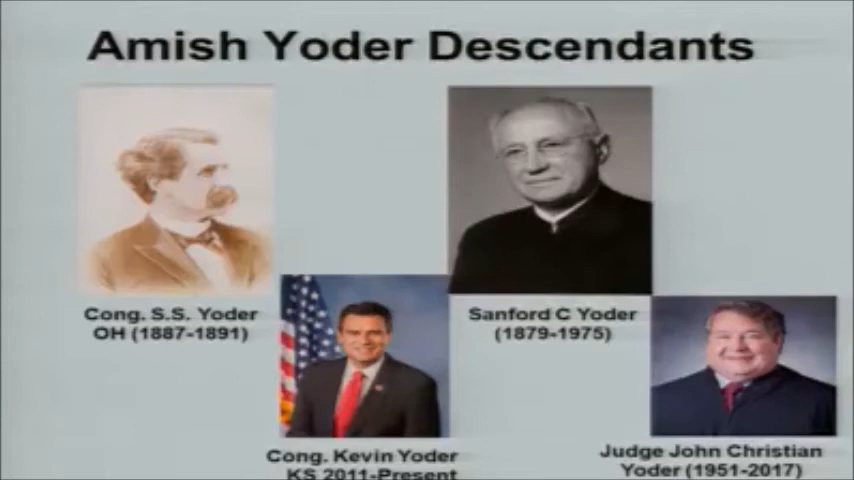 Amish Yoder Descendants
Cong. S.S. Yoder
OH (1887-1891)
Sanford C Yoder
(1879-1975)
Cong. Kevin Yoder
KS 2011-Present
Judge John Christian
Yoder (1951-2017)